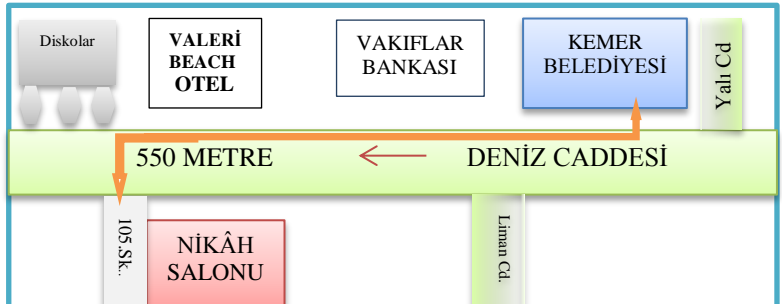 Diskolar
VALERİ
BEACH
OTEL
VAKIFLAR
BANKASI
KEMER
BELEDİYESİ
Yalı Cd
550 METRE
DENİZ CADDESİ
105.Sk..
NİKÂH
SALONU
Liman Cd.